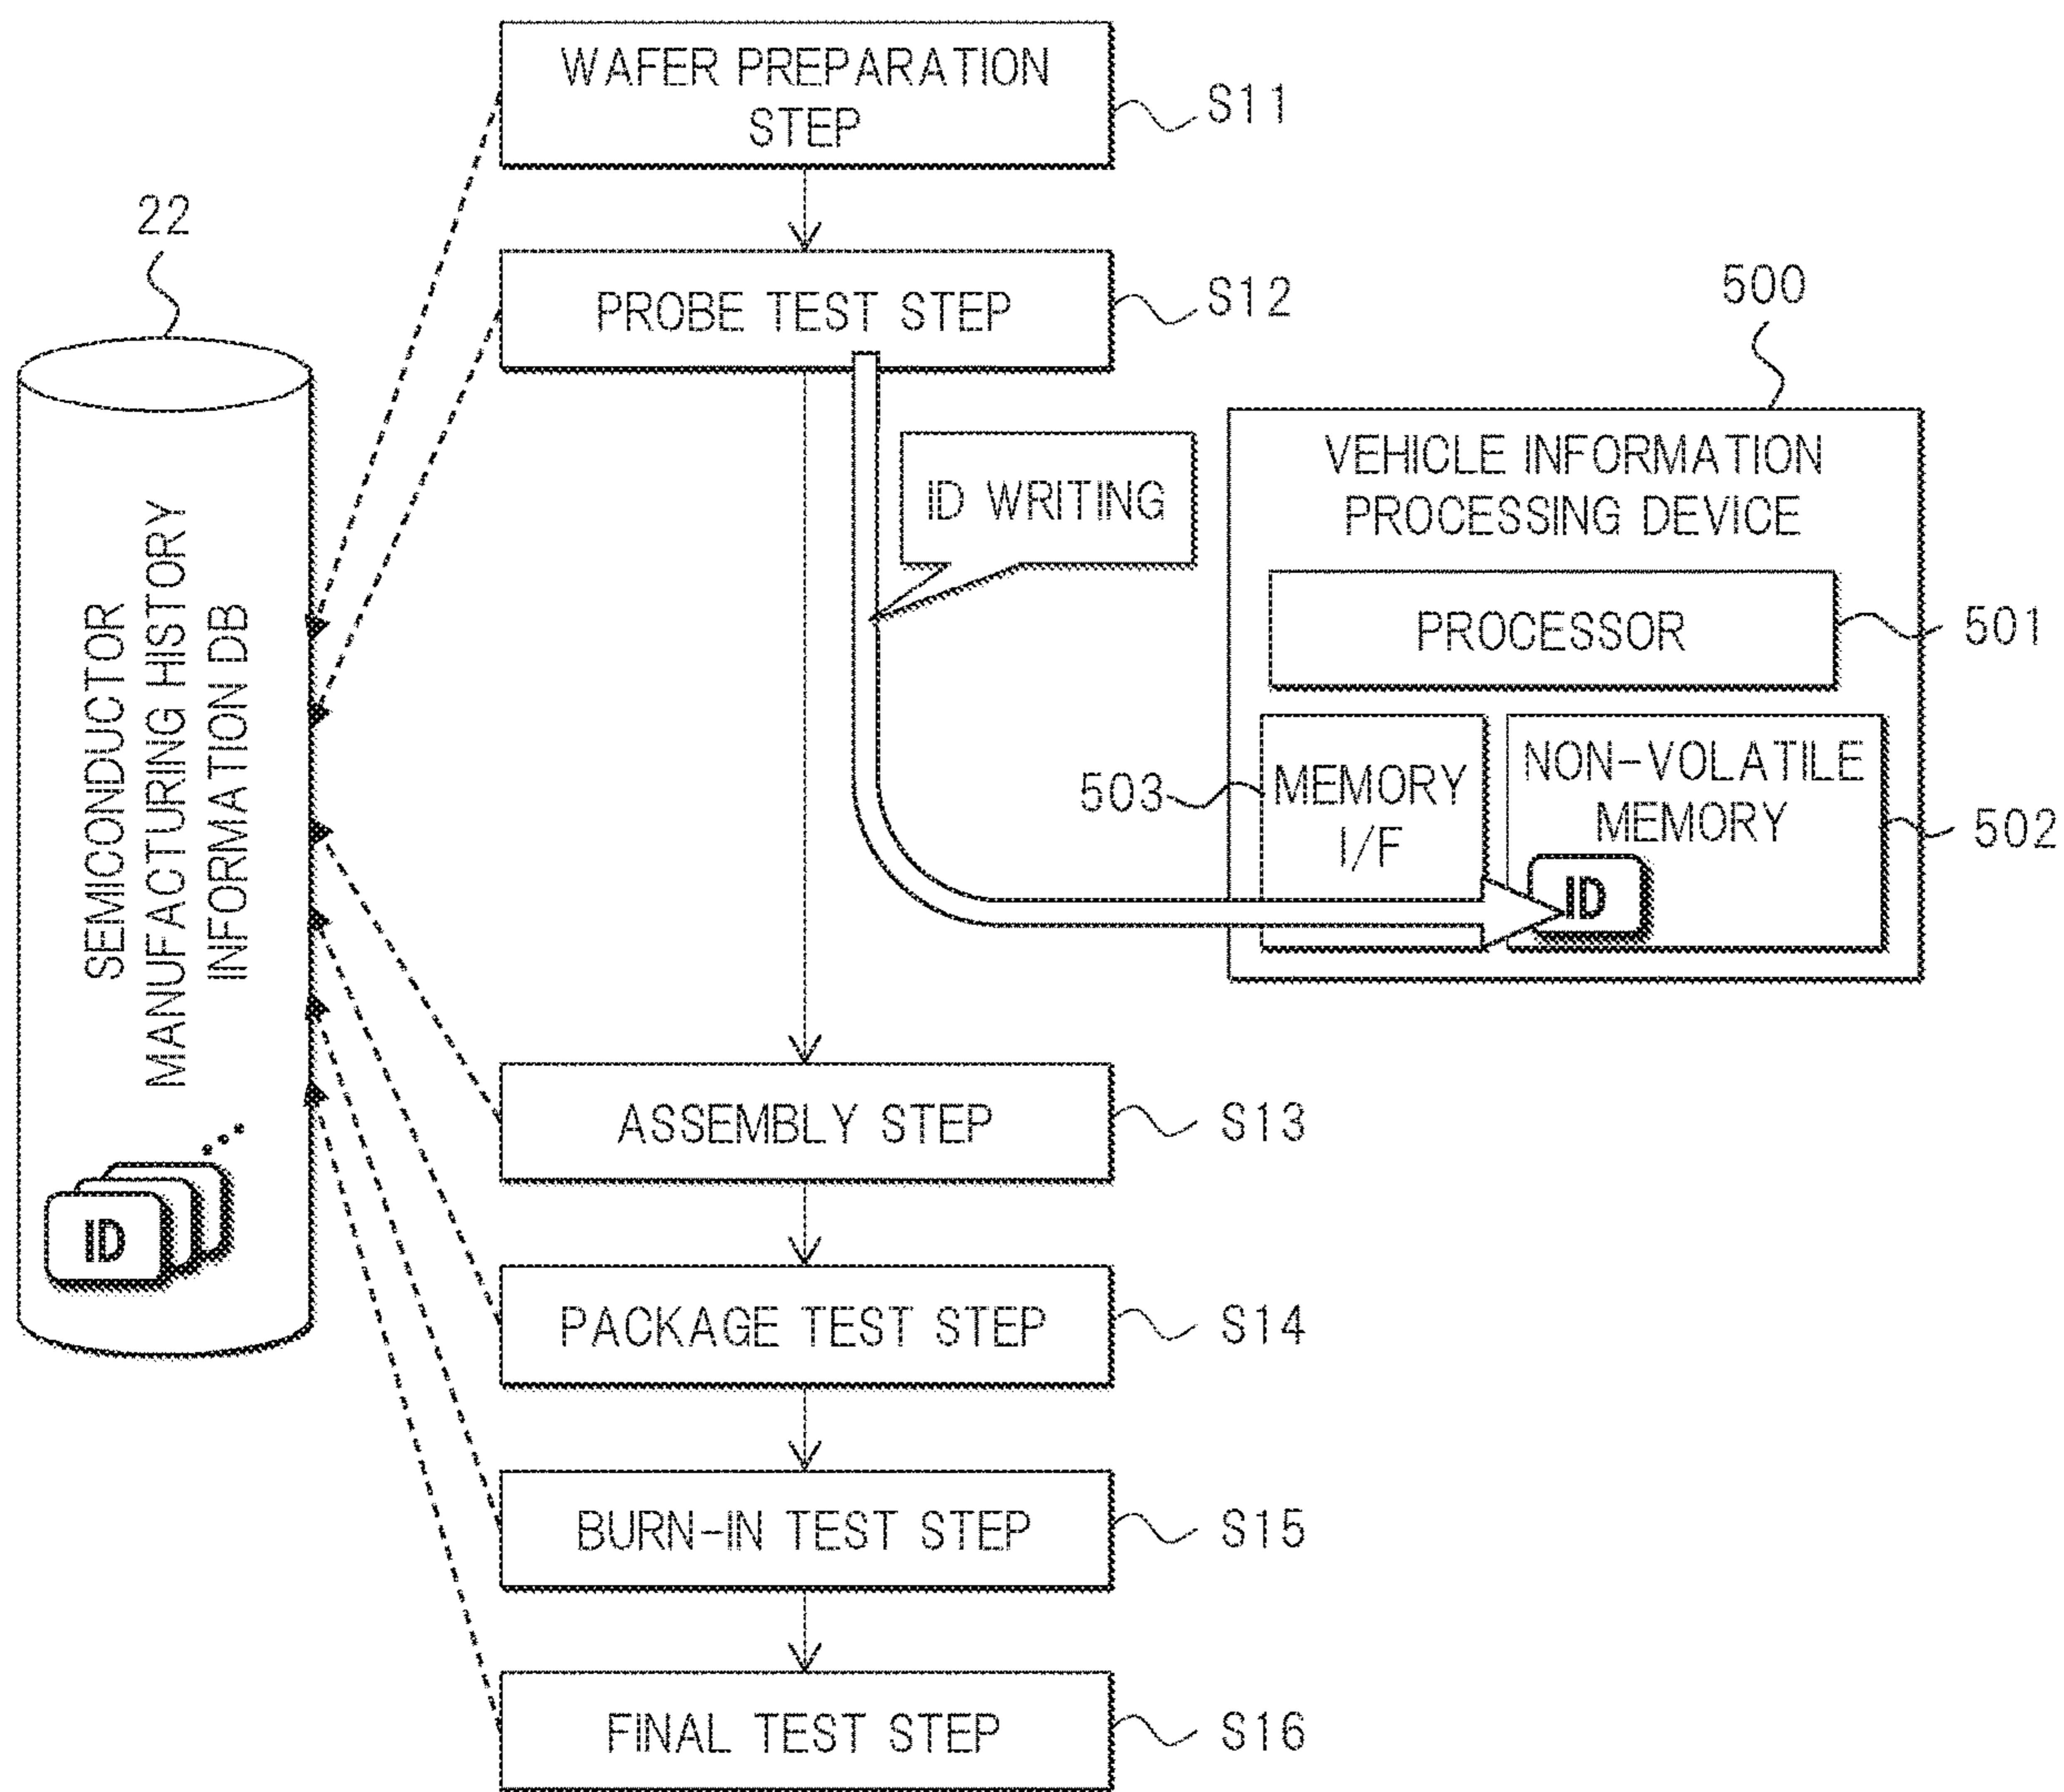 WAFER PREPARATION
STEP
S11
22
PROBE TEST STEP
S12
500
VEHICLE INFORMATION
PROCESSING DEVICE
ID WRITING
PROCESSOR
501
SEMICONDUCTOR
MANUFACTURING HISTORY
INFORMATION DB
503
MEMORY
I/F
NON-VOLATILE
MEMORY
502
ID
ASSEMBLY STEP
S13
ID
PACKAGE TEST STEP
S14
BURN-IN TEST STEP
S15
FINAL TEST STEP
S16